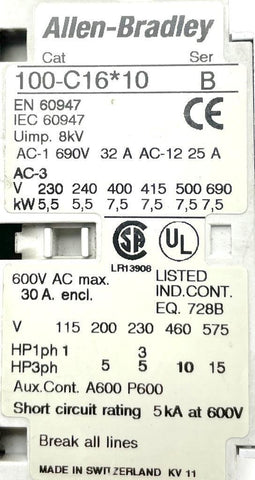 Allen-Bradley
Cat Ser
100-C16*10 B
EN 60947
IEC 60947
Uimp. 8kV
CE
AC-1 690V 32 A AC-12 25 A
AC-3
V 230 240 400 415 500 690
kW 5,5 5,5 7,5 7,5 7,5 7,5
SA UL
LR13908
600V AC max. LISTED
30 A. encl. IND.CONT.
EQ. 728B
V 115 200 230 460 575
HP1ph 1 3
HP3ph 5 5 10 15
Aux.Cont. A600 P600
Short circuit rating 5kA at 600V
Break all lines
MADE IN SWITZERLAND KV 11